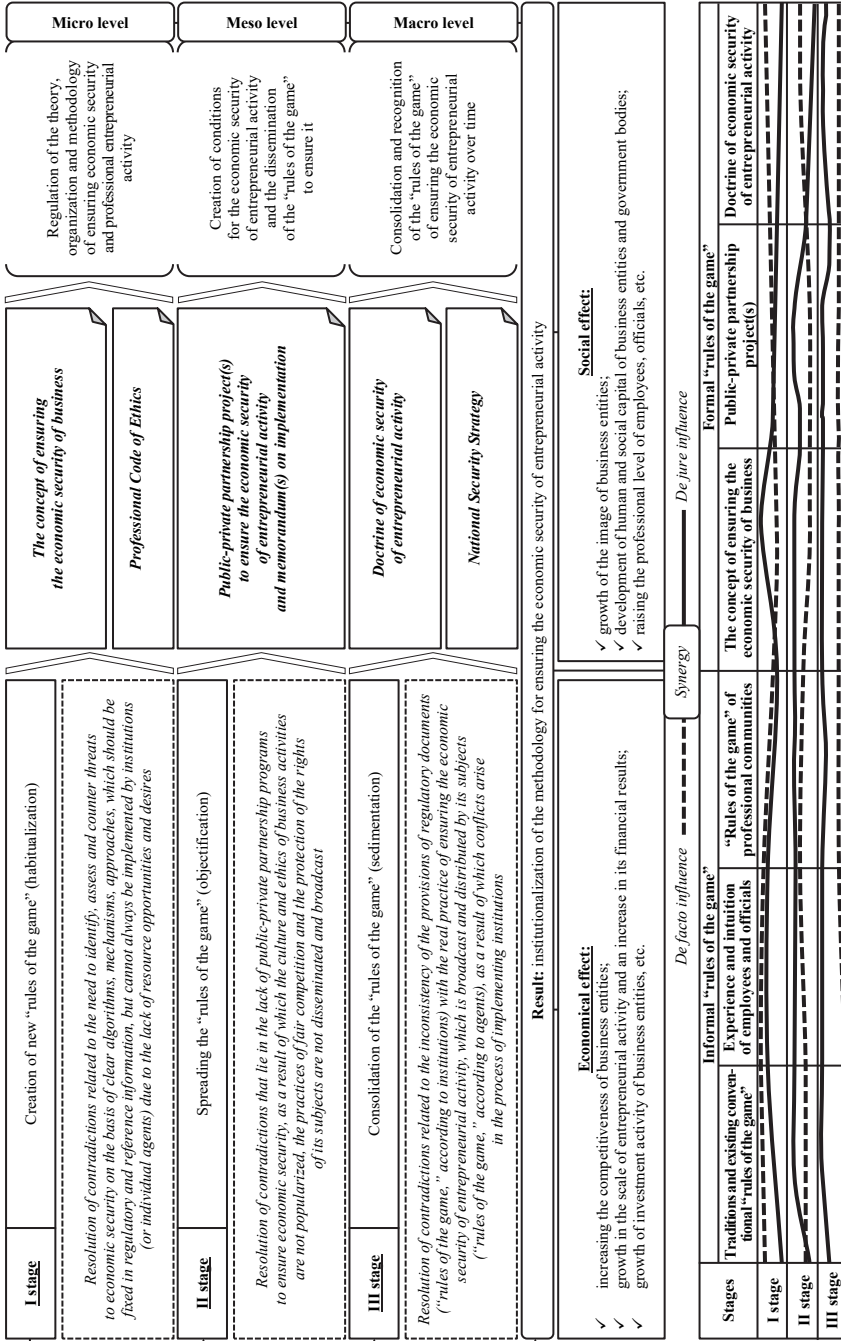 I stage
Creation of new “rules of the game” (habitualization)
Resolution of contradictions related to the need to identify, assess and counter threats
to economic security on the basis of clear algorithms, mechanisms, approaches, which should be
fixed in regulatory and reference information, but cannot always be implemented by institutions
(or individual agents) due to the lack of resource opportunities and desires
The concept of ensuring
the economic security of business
Professional Code of Ethics
Regulation of the theory,
organization and methodology
of ensuring economic security
and professional entrepreneurial
activity
Micro level
II stage
Spreading the “rules of the game” (objectification)
Resolution of contradictions that lie in the lack of public-private partnership programs
to ensure economic security, as a result of which the culture and ethics of business activities
are not popularized, the practices of fair competition and the protection of the rights
of its subjects are not disseminated and broadcast
Public-private partnership project(s)
to ensure the economic security
of entrepreneurial activity
and memorandum(s) on implementation
Creation of conditions
for the economic security
of entrepreneurial activity
and the dissemination
of the “rules of the game”
to ensure it
Meso level
III stage
Consolidation of the “rules of the game” (sedimentation)
Resolution of contradictions related to the inconsistency of the provisions of regulatory documents
(“rules of the game,” according to institutions) with the real practice of ensuring the economic
security of entrepreneurial activity, which is broadcast and distributed by its subjects
(“rules of the game,” according to agents), as a result of which conflicts arise
in the process of implementing institutions
Doctrine of economic security
of entrepreneurial activity
National Security Strategy
Consolidation and recognition
of the “rules of the game”
of ensuring the economic
security of entrepreneurial
activity over time
Macro level
Result: institutionalization of the methodology for ensuring the economic security of entrepreneurial activity
Economical effect:
✓ increasing the competitiveness of business entities;
✓ growth in the scale of entrepreneurial activity and an increase in its financial results;
✓ growth of investment activity of business entities, etc.
Social effect:
✓ growth of the image of business entities;
✓ development of human and social capital of business entities and government bodies;
✓ raising the professional level of employees, officials, etc.
De facto influence
Synergy
De jure influence
Stages
Informal “rules of the game”
Formal “rules of the game”
Traditions and existing conven-
tional “rules of the game”
Experience and intuition
of employees and officials
“Rules of the game” of
professional communities
The concept of ensuring the
economic security of business
Public-private partnership
project(s)
Doctrine of economic security
of entrepreneurial activity
I stage
II stage
III stage